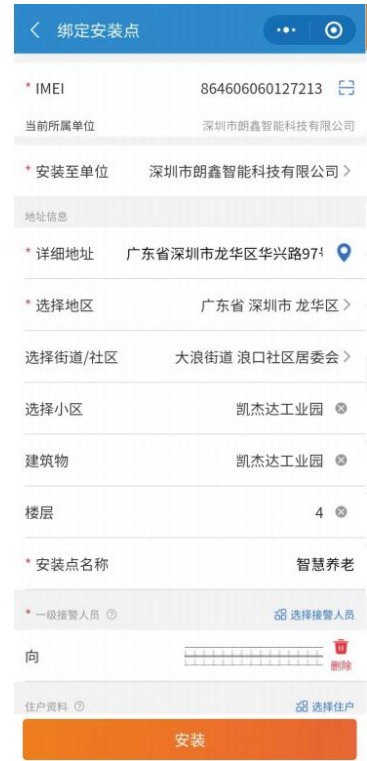 绑定安装点
* IMEI 864606060127213
当前所属单位 深圳市朗鑫智能科技有限公司
* 安装至单位 深圳市朗鑫智能科技有限公司
地址信息
* 详细地址 广东省深圳市龙华区华兴路97
* 选择地区 广东省 深圳市 龙华区
选择街道/社区 大浪街道 浪口社区居委会
选择小区 凯杰达工业园
建筑物 凯杰达工业园
楼层 4
* 安装点名称 智慧养老
* 一级接警人员 选择接警人员
向 删除
住户资料 选择住户
安装